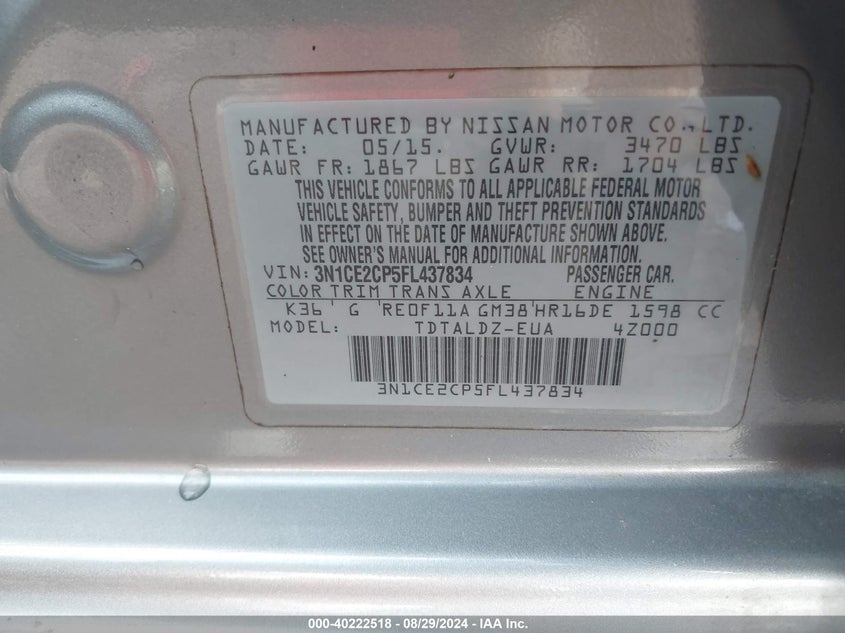 MANUFACTURED BY NISSAN MOTOR CO.,LTD.
DATE: 05/15. GVWR: 3470 LBS
GAWR FR: 1867 LBS GAWR RR: 1704 LBS
THIS VEHICLE CONFORMS TO ALL APPLICABLE FEDERAL MOTOR
VEHICLE SAFETY, BUMPER AND THEFT PREVENTION STANDARDS
IN EFFECT ON THE DATE OF MANUFACTURE SHOWN ABOVE.
SEE OWNER'S MANUAL FOR ADDITIONAL INFORMATION.
VIN: 3N1CE2CP5FL437834 PASSENGER CAR.
COLOR TRIM TRANS AXLE ENGINE
K36 G RE0F11A GM38 HR16DE 1598 CC
MODEL: TDTALDZ-EUA 4Z000
3N1CE2CP5FL437834
000-40222518 - 08/29/2024 - IAA Inc.